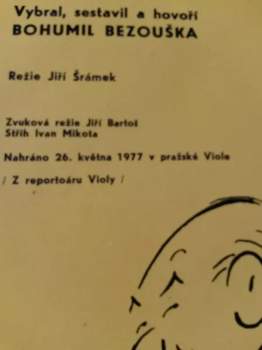 Vybral, sestavil a hovoří
BOHUMIL BEZOUŠKA
Režie Jiří Šrámek
Zvuková režie Jiří Bartoš
Střih Ivan Mikota
Nahráno 26. května 1977 v pražské Viole
/ Z reportoáru Violy /